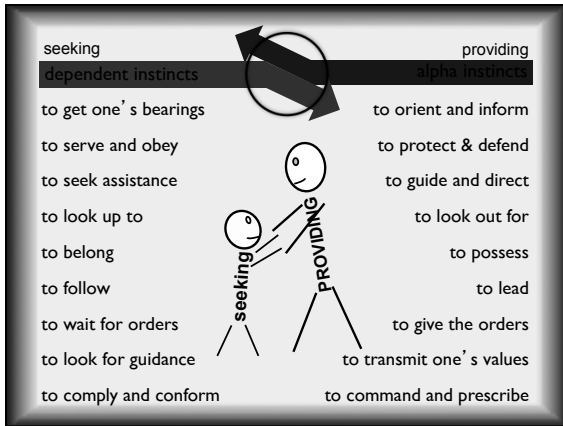 seeking providing
dependent instincts alpha instincts
to get one’s bearings to orient and inform
to serve and obey to protect & defend
to seek assistance to guide and direct
to look up to to look out for
to belong to possess
to follow to lead
to wait for orders to give the orders
to look for guidance to transmit one’s values
to comply and conform to command and prescribe
seeking
PROVIDING